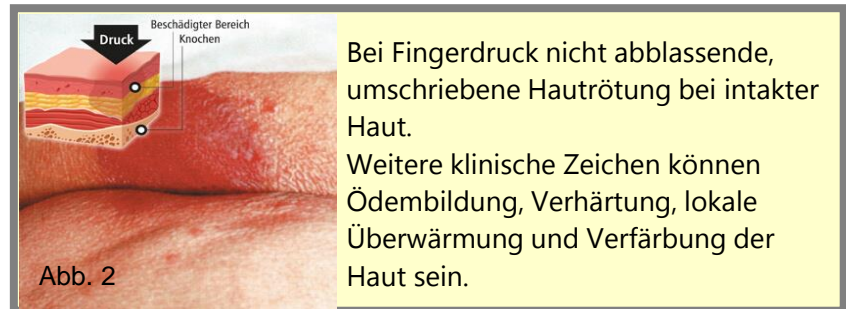 Beschädigter Bereich
Druck
Knochen
Abb. 2
Bei Fingerdruck nicht abblassende,
umschriebene Hautrötung bei intakter
Haut.
Weitere klinische Zeichen können
Ödembildung, Verhärtung, lokale
Überwärmung und Verfärbung der
Haut sein.